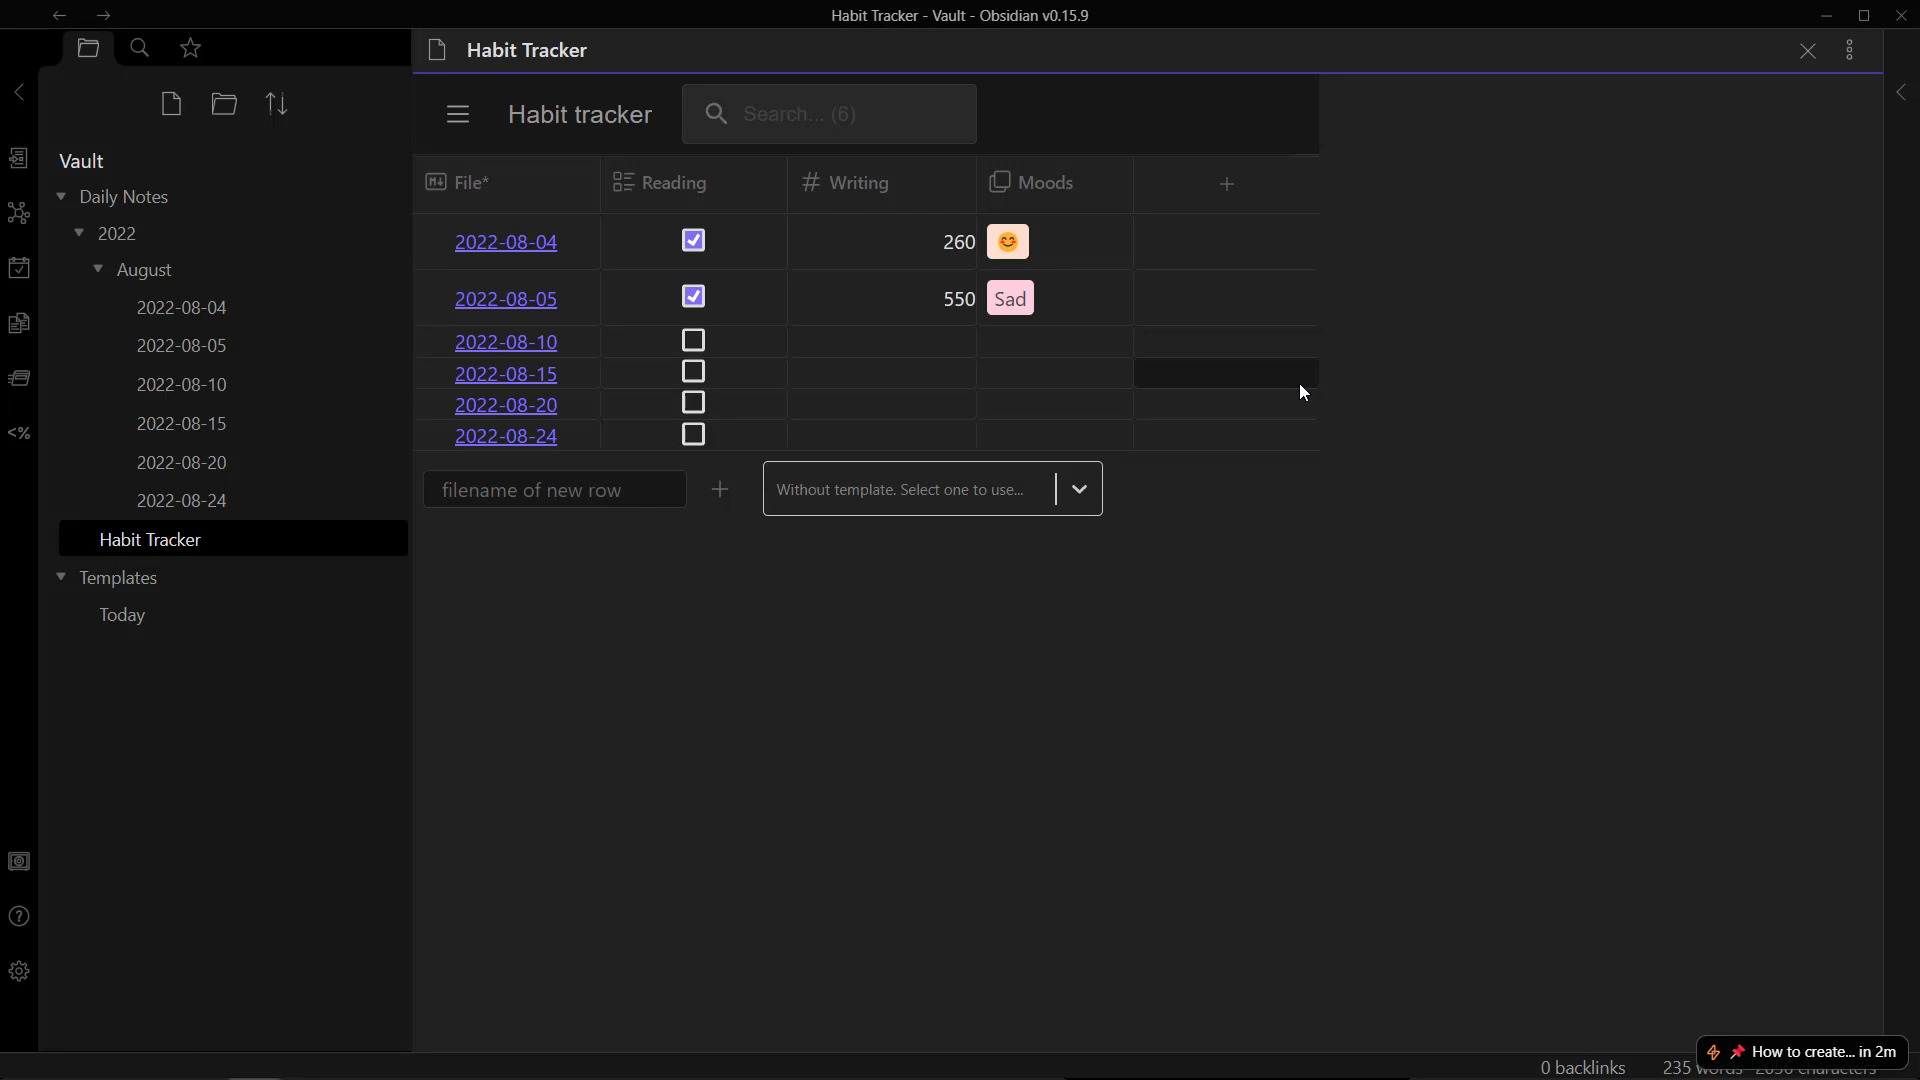 Habit Tracker - Vault - Obsidian v0.15.9
Habit Tracker
Habit tracker
Search... (6)
Vault
Daily Notes
2022
August
2022-08-04
2022-08-05
2022-08-10
2022-08-15
2022-08-20
2022-08-24
Habit Tracker
Templates
Today
<%
M↓ File* Reading # Writing Moods +
2022-08-04 260 😊
2022-08-05 550 Sad
2022-08-10
2022-08-15
2022-08-20
2022-08-24
filename of new row + Without template. Select one to use...
📌 How to create... in 2m
0 backlinks 235 words characters